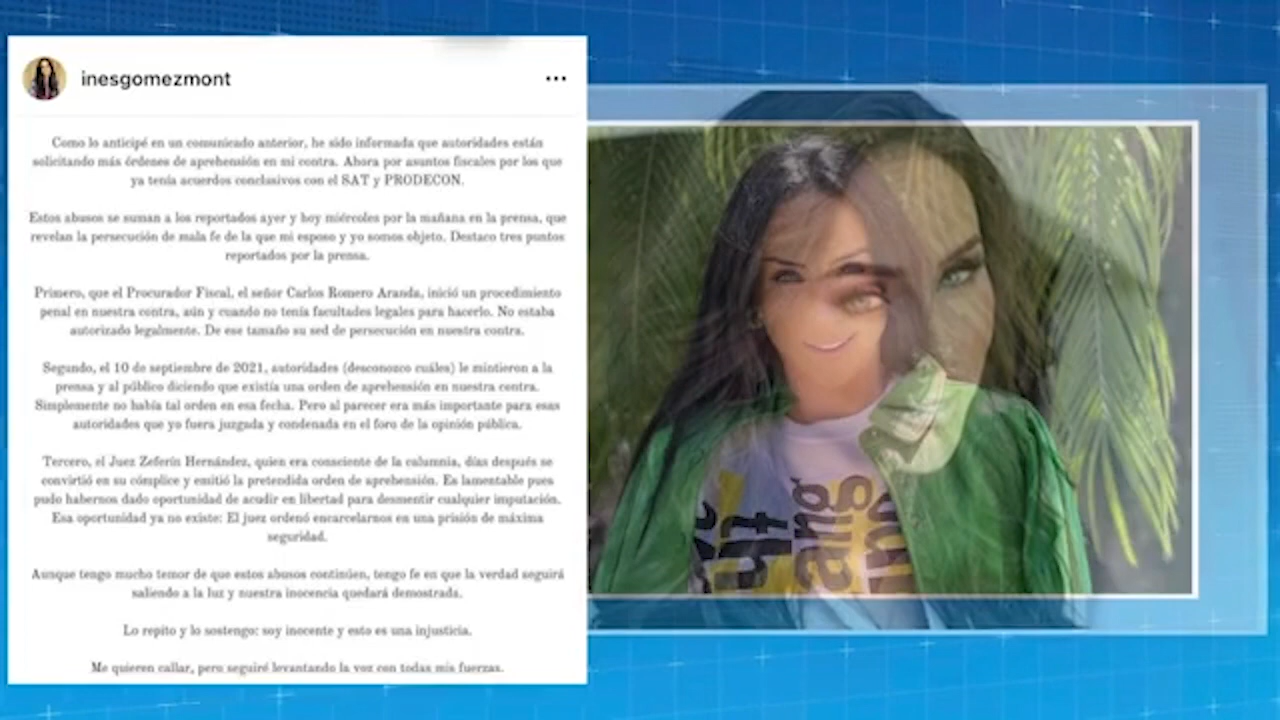 inesgomezmont
Como lo anticipé en un comunicado anterior, he sido informada que autoridades están
solicitando más órdenes de aprehensión en mi contra. Ahora por asuntos fiscales por los que
ya tenía acuerdos conclusivos con el SAT y PRODECON.
Estos abusos se suman a los reportados ayer y hoy miércoles por la mañana en la prensa, que
revelan la persecución de mala fe de la que mi esposo y yo somos objeto. Destaco tres puntos
reportados por la prensa.
Primero, que el Procurador Fiscal, el señor Carlos Romero Aranda, inició un procedimiento
penal en nuestra contra, aún y cuando no tenía facultades legales para hacerlo. No estaba
autorizado legalmente. De ese tamaño su sed de persecución en nuestra contra.
Segundo, el 10 de septiembre de 2021, autoridades (desconozco cuáles) le mintieron a la
prensa y al público diciendo que existía una orden de aprehensión en nuestra contra.
Simplemente no había tal orden en esa fecha. Pero al parecer era más importante para esas
autoridades que yo fuera juzgada y condenada en el foro de la opinión pública.
Tercero, el Juez Zeferín Hernández, quien era consciente de la calumnia, días después se
convirtió en su cómplice y emitió la pretendida orden de aprehensión. Es lamentable pues
pudo habernos dado oportunidad de acudir en libertad para desmentir cualquier imputación.
Esa oportunidad ya no existe: El juez ordenó encarcelarnos en una prisión de máxima
seguridad.
Aunque tengo mucho temor de que estos abusos continúen, tengo fe en que la verdad seguirá
saliendo a la luz y nuestra inocencia quedará demostrada.
Lo repito y lo sostengo: soy inocente y esto es una injusticia.
Me quieren callar, pero seguiré levantando la voz con todas mis fuerzas.